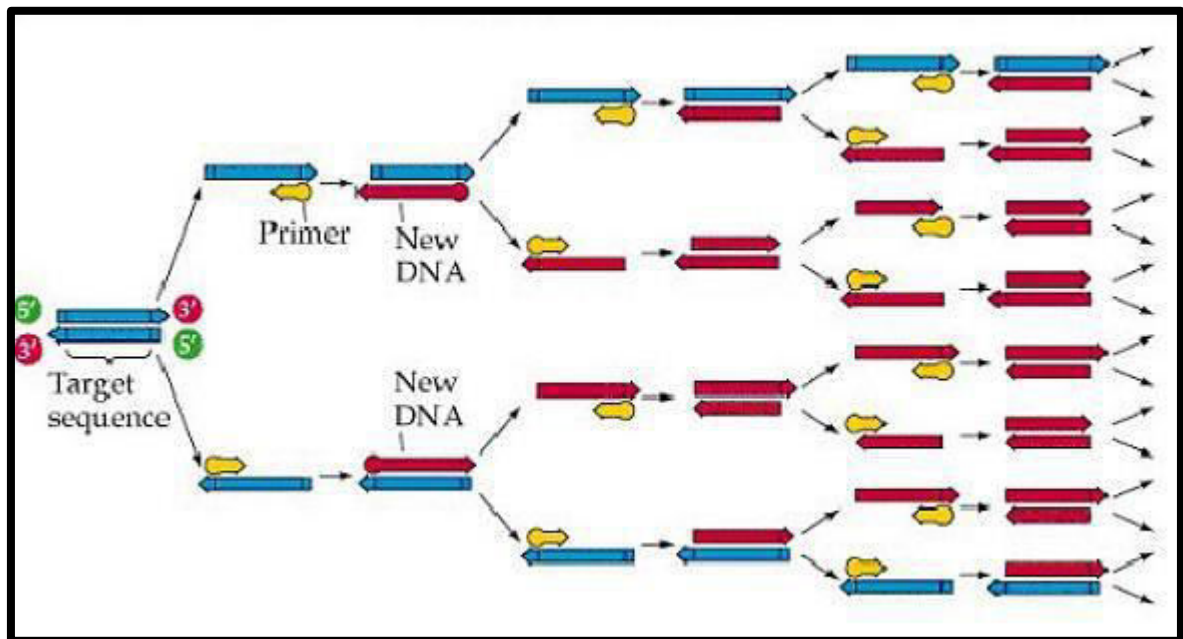 Primer
New
DNA
5' 3'
3' 5'
Target
sequence
New
DNA